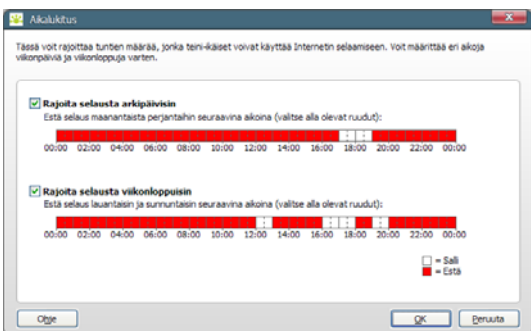 Aikalukitus
Tässä voit rajoittaa tuntien määrää, jonka teini-ikäiset voivat käyttää Internetin selaamiseen. Voit määrittää eri aikoja
viikonpäiviä ja viikonloppuja varten.
Rajoita selausta arkipäivisin
Estä selaus maanantaista perjantaihin seuraavina aikoina (valitse alla olevat ruudut):
00:00 02:00 04:00 06:00 08:00 10:00 12:00 14:00 16:00 18:00 20:00 22:00 00:00
Rajoita selausta viikonloppuisin
Estä selaus lauantaisin ja sunnuntaisin seuraavina aikoina (valitse alla olevat ruudut):
00:00 02:00 04:00 06:00 08:00 10:00 12:00 14:00 16:00 18:00 20:00 22:00 00:00
= Salli
= Estä
Ohje OK Peruuta